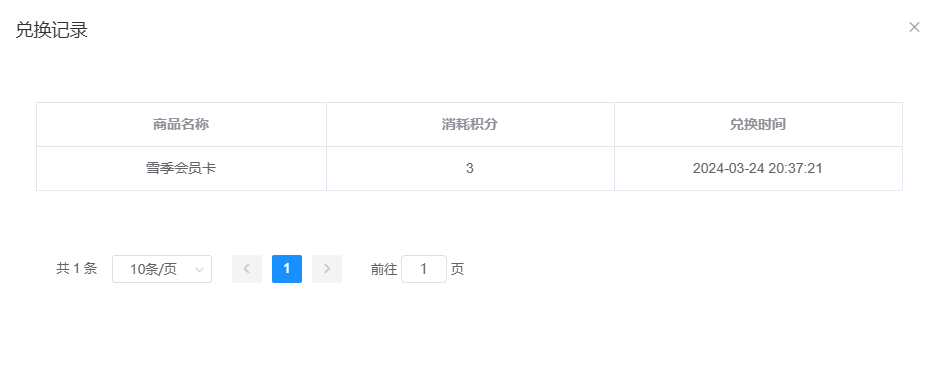 兑换记录
商品名称 消耗积分 兑换时间
雪季会员卡 3 2024-03-24 20:37:21
共 1 条 10条/页 1 前往 1 页